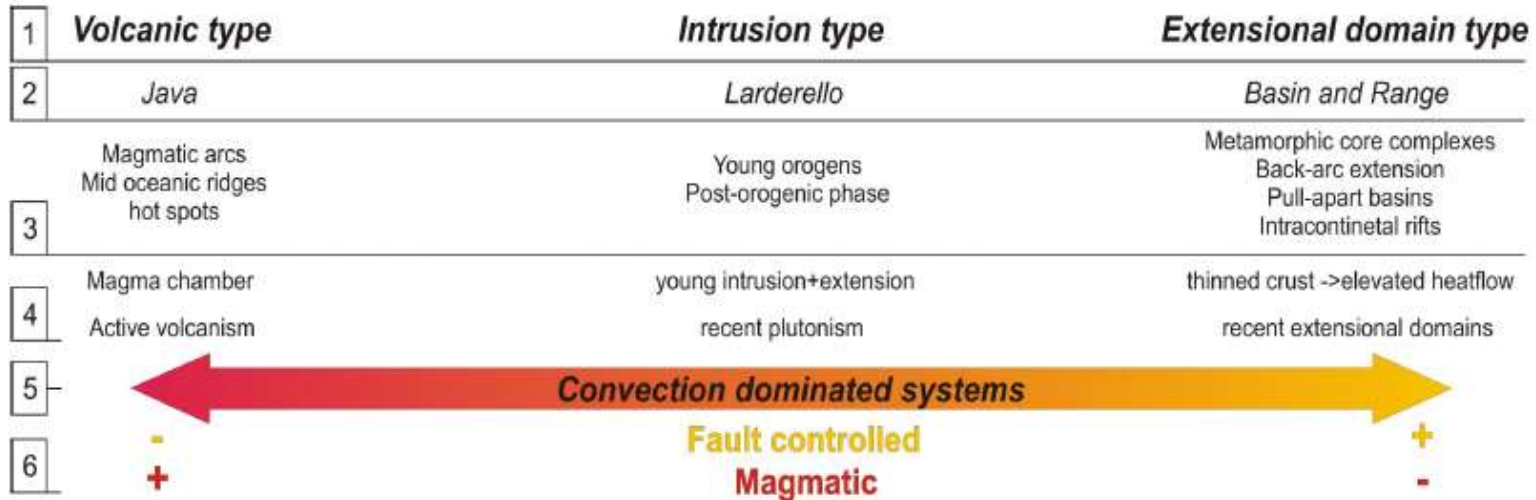 1 Volcanic type Intrusion type Extensional domain type
2 Java Larderello Basin and Range
3
Magmatic arcs
Mid oceanic ridges
hot spots
Young orogens
Post-orogenic phase
Metamorphic core complexes
Back-arc extension
Pull-apart basins
Intracontinetal rifts
4
Magma chamber young intrusion+extension thinned crust ->elevated heatflow
Active volcanism recent plutonism recent extensional domains
5 Convection dominated systems
6
- Fault controlled +
+ Magmatic -